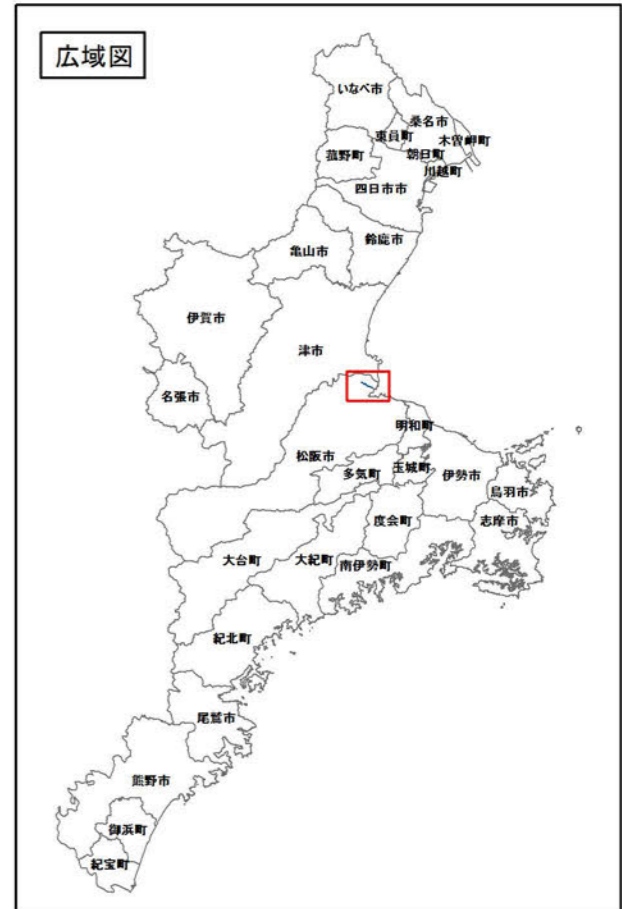 広域図
いなべ市
桑名市
東員町
木曽岬町
菰野町
朝日町
川越町
四日市市
鈴鹿市
亀山市
伊賀市
津市
名張市
明和町
松阪市
多気町
玉城町
伊勢市
鳥羽市
度会町
志摩市
大台町
大紀町
南伊勢町
紀北町
尾鷲市
熊野市
御浜町
紀宝町